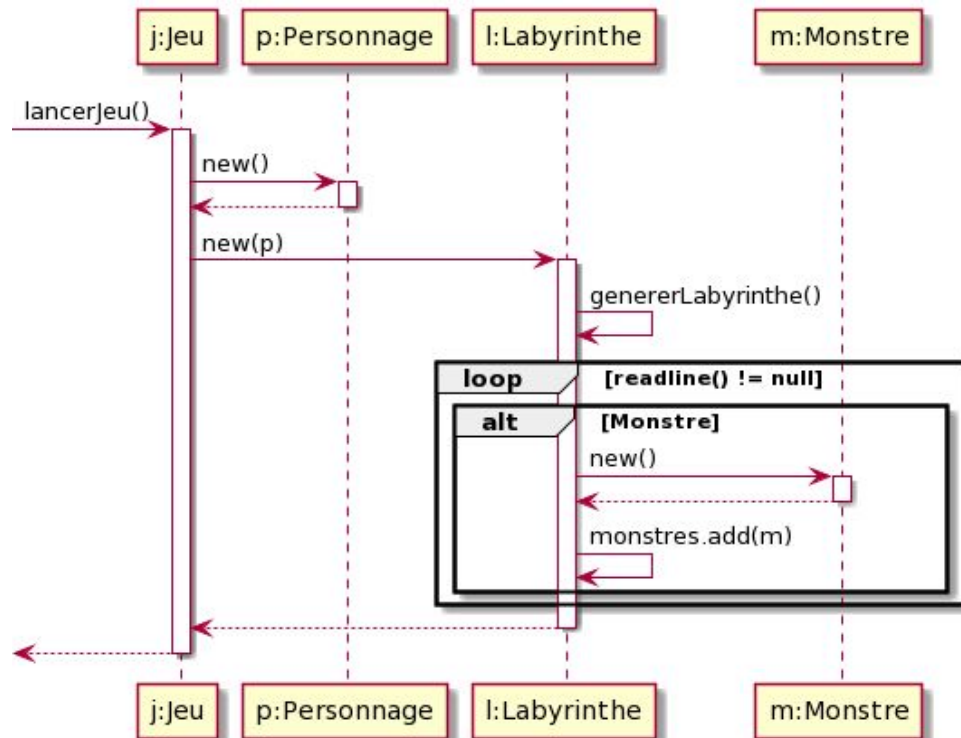 j:Jeu
p:Personnage
l:Labyrinthe
m:Monstre
lancerJeu()
new()
new(p)
genererLabyrinthe()
loop
[readline() != null]
alt
[Monstre]
new()
monstres.add(m)
j:Jeu
p:Personnage
l:Labyrinthe
m:Monstre